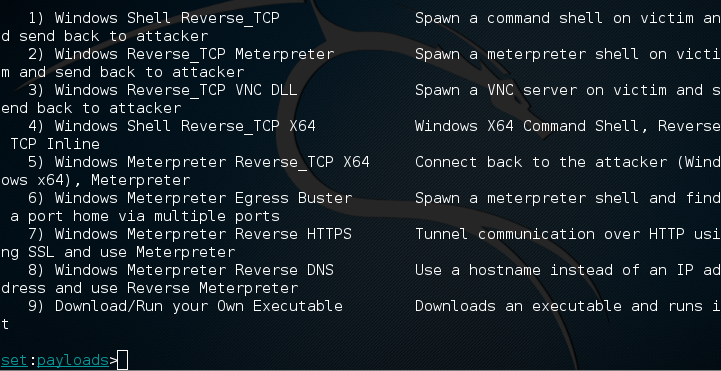 1) Windows Shell Reverse_TCP Spawn a command shell on victim an
d send back to attacker
2) Windows Reverse_TCP Meterpreter Spawn a meterpreter shell on victi
m and send back to attacker
3) Windows Reverse_TCP VNC DLL Spawn a VNC server on victim and s
end back to attacker
4) Windows Shell Reverse_TCP X64 Windows X64 Command Shell, Reverse
TCP Inline
5) Windows Meterpreter Reverse_TCP X64 Connect back to the attacker (Wind
ows x64), Meterpreter
6) Windows Meterpreter Egress Buster Spawn a meterpreter shell and find
a port home via multiple ports
7) Windows Meterpreter Reverse HTTPS Tunnel communication over HTTP usi
ng SSL and use Meterpreter
8) Windows Meterpreter Reverse DNS Use a hostname instead of an IP ad
dress and use Reverse Meterpreter
9) Download/Run your Own Executable Downloads an executable and runs i
t
set:payloads>